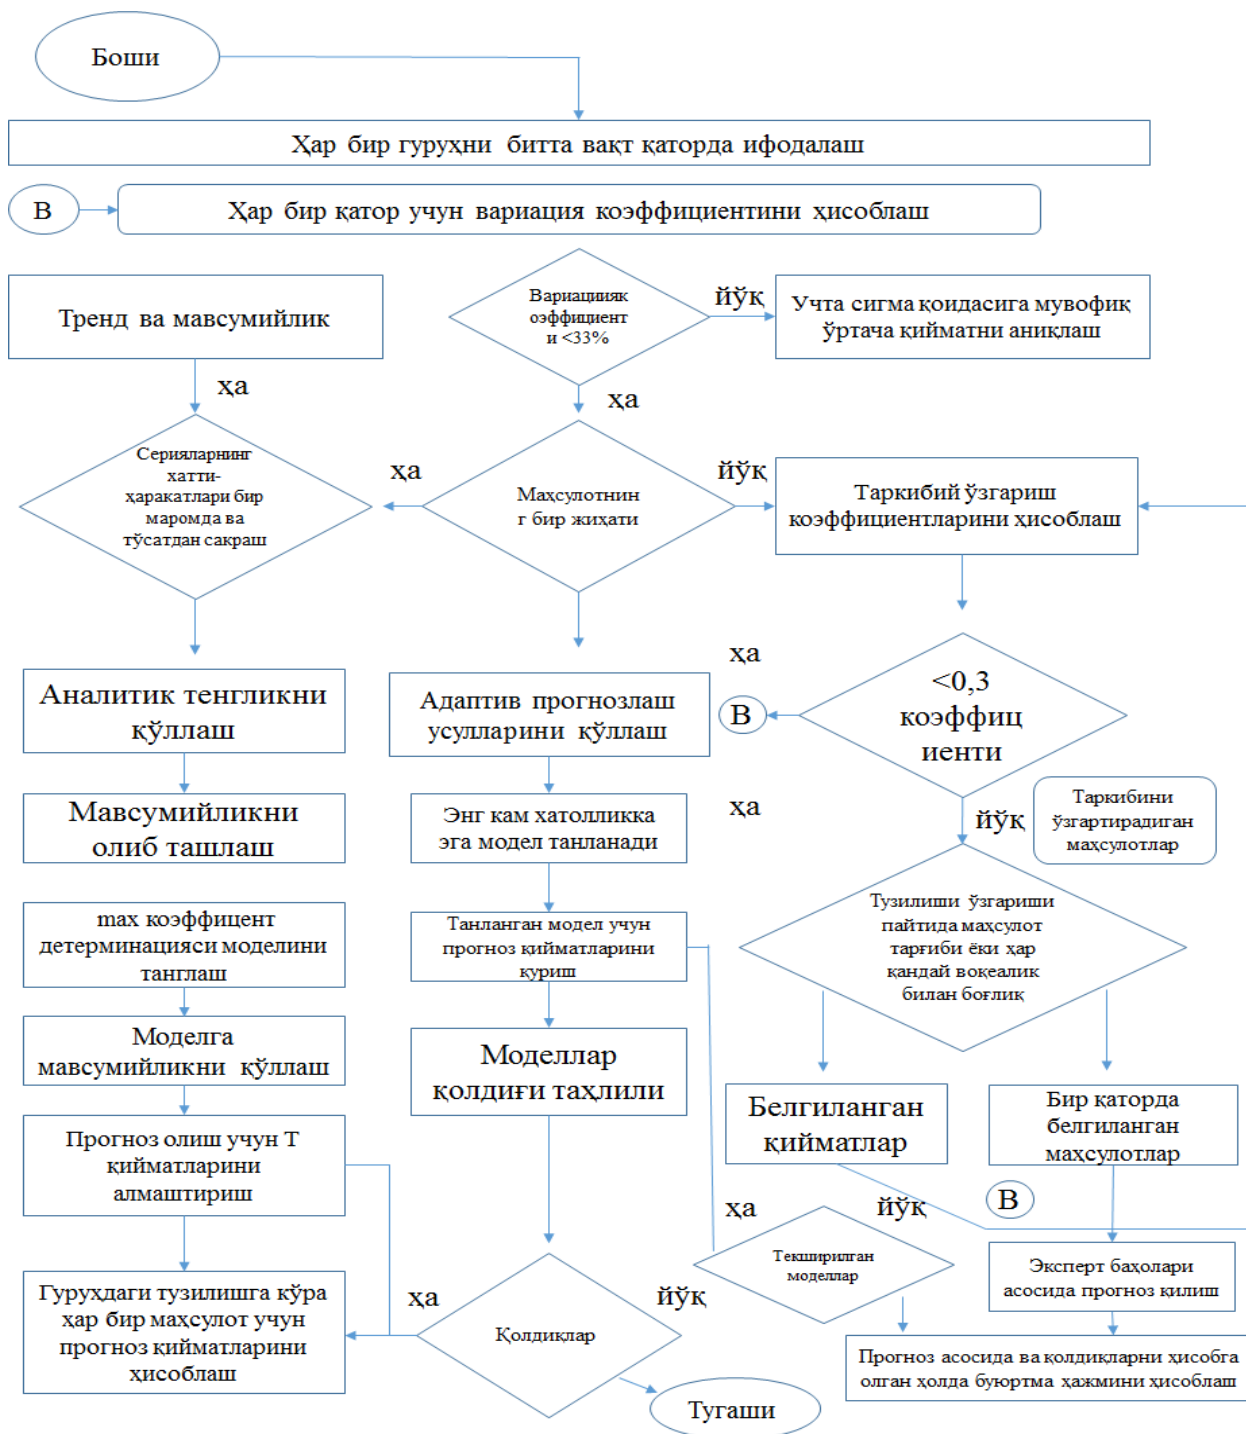 Боши
Ҳар бир гуруҳни битта вақт қаторда ифодалаш
В
Ҳар бир қатор учун вариация коэффициентини ҳисоблаш
Тренд ва мавсумийлик
Вариациияк
оэффициент
и <33%
йўқ
Учта сигма қоидасига мувофиқ
ўртача қийматни аниқлаш
ҳа
ҳа
Серияларнинг
хатти-
ҳаракатлари бир
маромда ва
тўсатдан сакраш
ҳа
Маҳсулотнин
г бир жиҳати
йўқ
Таркибий ўзгариш
коэффициентларини ҳисоблаш
Аналитик тенгликни
қўллаш
Адаптив прогнозлаш
усулларини қўллаш
ҳа
В
<0,3
коэффиц
иенти
Мавсумийликни
олиб ташлаш
Энг кам хатолликка
эга модел танланади
ҳа
йўқ
Таркибини
ўзгартирадиган
маҳсулотлар
max коэффицент
детерминацияси моделини
танглаш
Танланган модел учун
прогноз қийматларини
қуриш
Тузилиши ўзгариши
пайтида маҳсулот
тарғиби ёки ҳар
қандай воқеалик
билан боғлиқ
Моделга
мавсумийликни қўллаш
Моделлар
қолдиғи таҳлили
Белгиланган
қийматлар
Бир қаторда
белгиланган
маҳсулотлар
Прогноз олиш учун Т
қийматларини
алмаштириш
ҳа
йўқ
В
Текширилган
моделлар
Эксперт баҳолари
асосида прогноз қилиш
Гуруҳдаги тузилишга кўра
ҳар бир маҳсулот учун
прогноз қийматларини
ҳисоблаш
ҳа
Қолдиқлар
йўқ
Прогноз асосида ва қолдиқларни ҳисобга
олган ҳолда буюртма ҳажмини ҳисоблаш
Тугаши